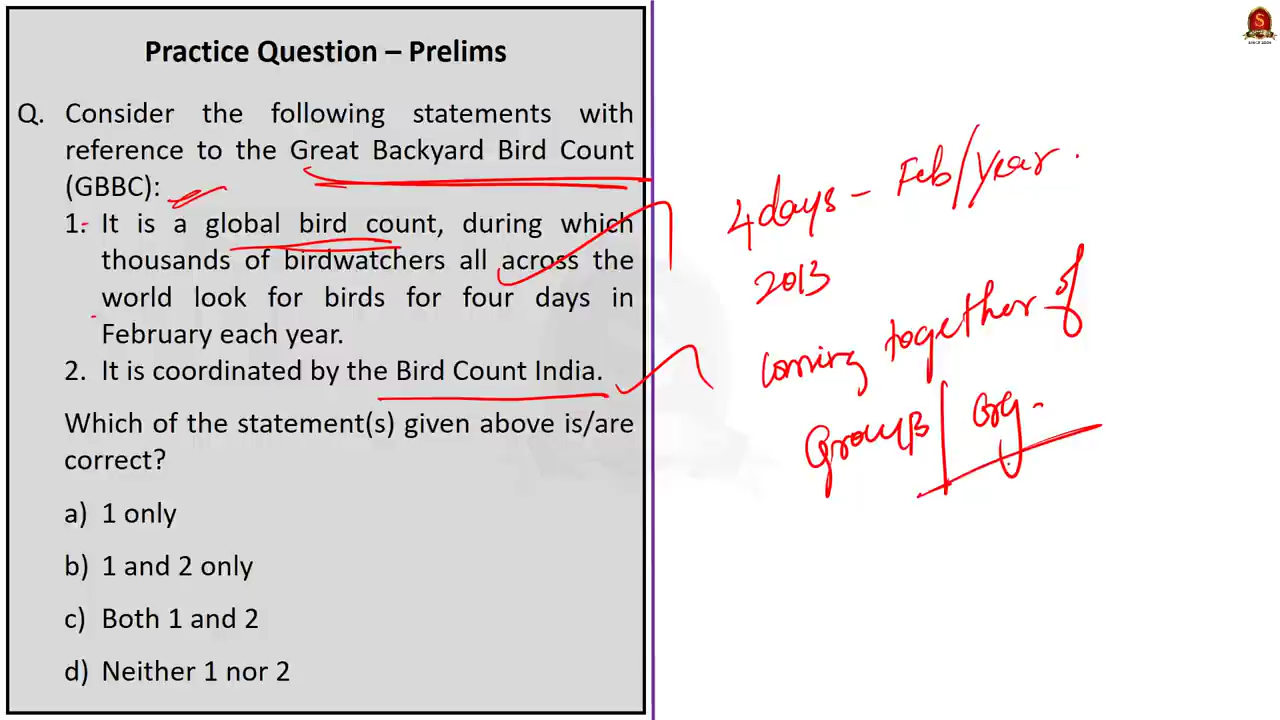 Practice Question – Prelims
Q. Consider the following statements with
reference to the Great Backyard Bird Count
(GBBC):
1. It is a global bird count, during which
thousands of birdwatchers all across the
world look for birds for four days in
February each year.
2. It is coordinated by the Bird Count India.
Which of the statement(s) given above is/are
correct?
a) 1 only
b) 1 and 2 only
c) Both 1 and 2
d) Neither 1 nor 2
4 days – Feb/year.
2013
coming together of
groups | org.
S
SINCE 2004